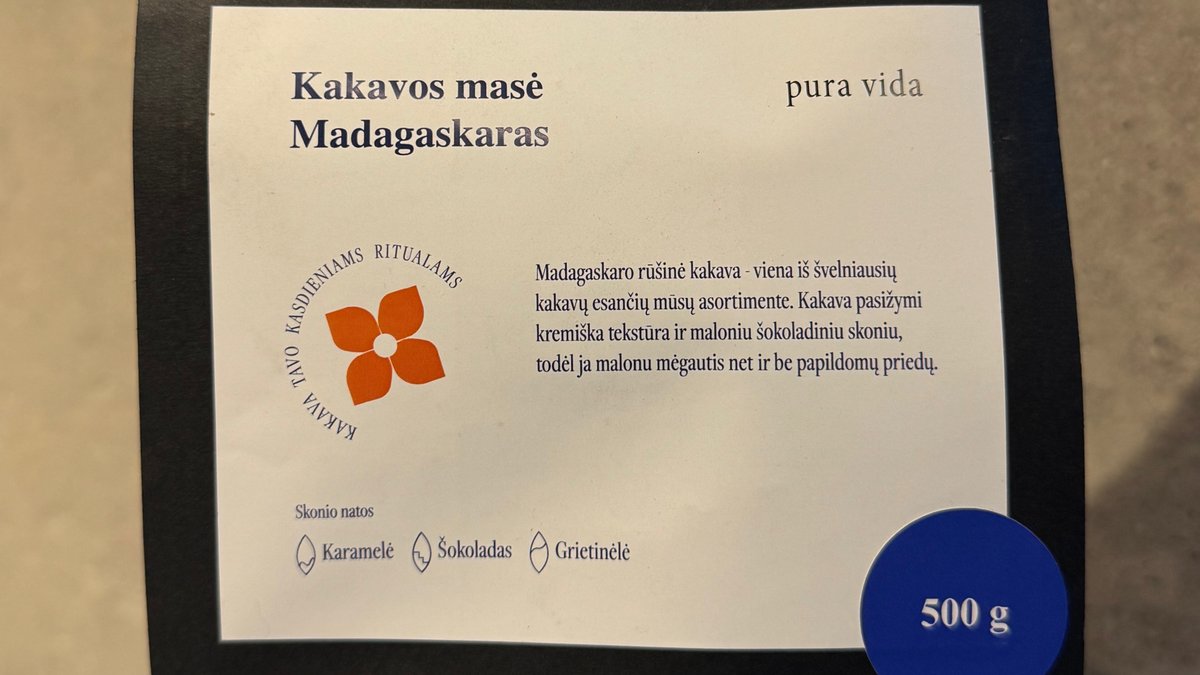 Kakavos masė
Madagaskaras
pura vida
KAKAVA TAVO KASDIENIAMS RITUALAMS
Madagaskaro rūšinė kakava - viena iš švelniausių
kakavų esančių mūsų asortimente. Kakava pasižymi
kremiška tekstūra ir maloniu šokoladiniu skoniu,
todėl ja malonu mėgautis net ir be papildomų priedų.
Skonio natos
Karamelė Šokoladas Grietinėlė
500 g